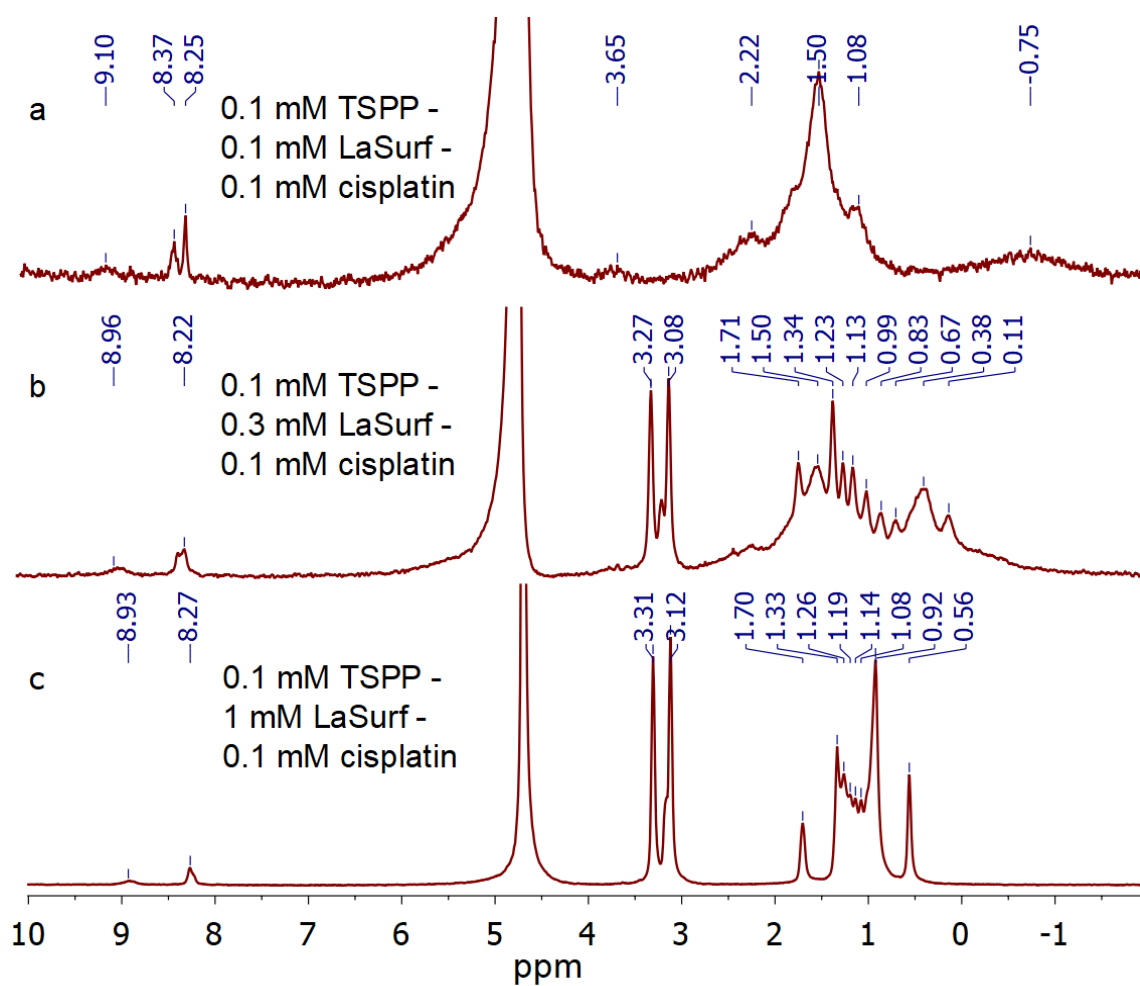 9.10 8.37 8.25 3.65 2.22 1.50 1.08 -0.75
a
0.1 mM TSPP -
0.1 mM LaSurf -
0.1 mM cisplatin
8.96 8.22 3.27 3.08 1.71 1.50 1.34 1.23 1.13 0.99 0.83 0.67 0.38 0.11
b
0.1 mM TSPP -
0.3 mM LaSurf -
0.1 mM cisplatin
8.93 8.27 3.31 3.12 1.70 1.33 1.26 1.19 1.14 1.08 0.92 0.56
c
0.1 mM TSPP -
1 mM LaSurf -
0.1 mM cisplatin
10 9 8 7 6 5 4 3 2 1 0 -1
ppm